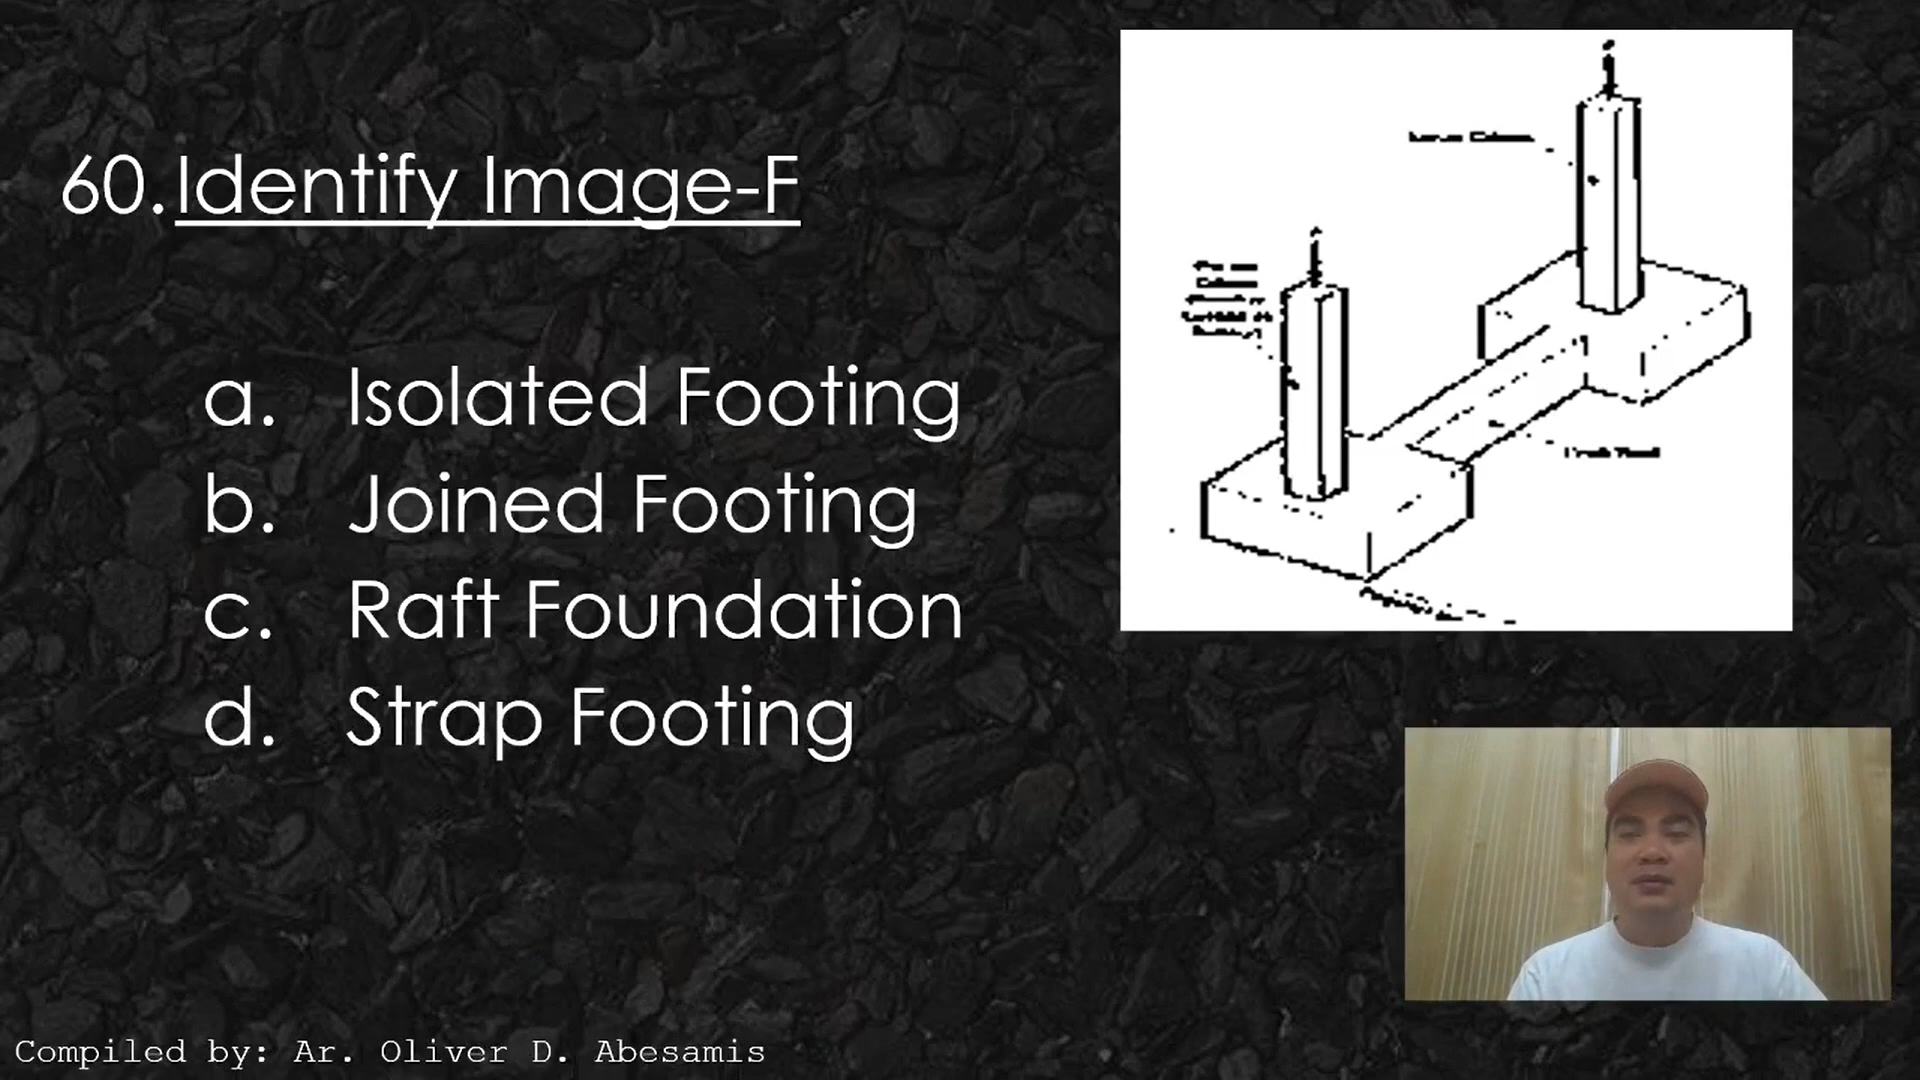 60. Identify Image-F
a. Isolated Footing
b. Joined Footing
c. Raft Foundation
d. Strap Footing
Compiled by: Ar. Oliver D. Abesamis